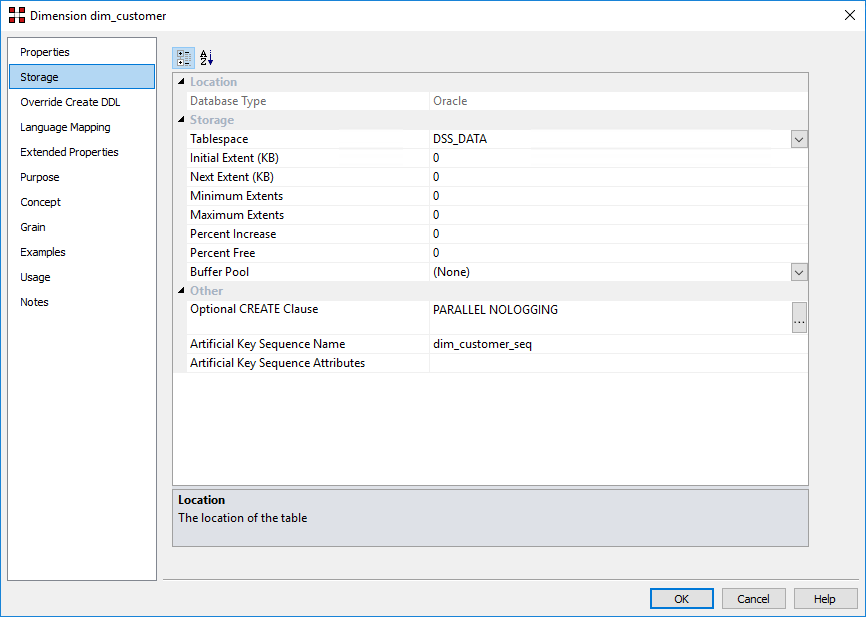 Dimension dim_customer
Properties
Storage
Override Create DDL
Language Mapping
Extended Properties
Purpose
Concept
Grain
Examples
Usage
Notes
A
Z
Location
Database Type Oracle
Storage
Tablespace DSS_DATA
Initial Extent (KB) 0
Next Extent (KB) 0
Minimum Extents 0
Maximum Extents 0
Percent Increase 0
Percent Free 0
Buffer Pool (None)
Other
Optional CREATE Clause PARALLEL NOLOGGING
...
Artificial Key Sequence Name dim_customer_seq
Artificial Key Sequence Attributes
Location
The location of the table
OK Cancel Help